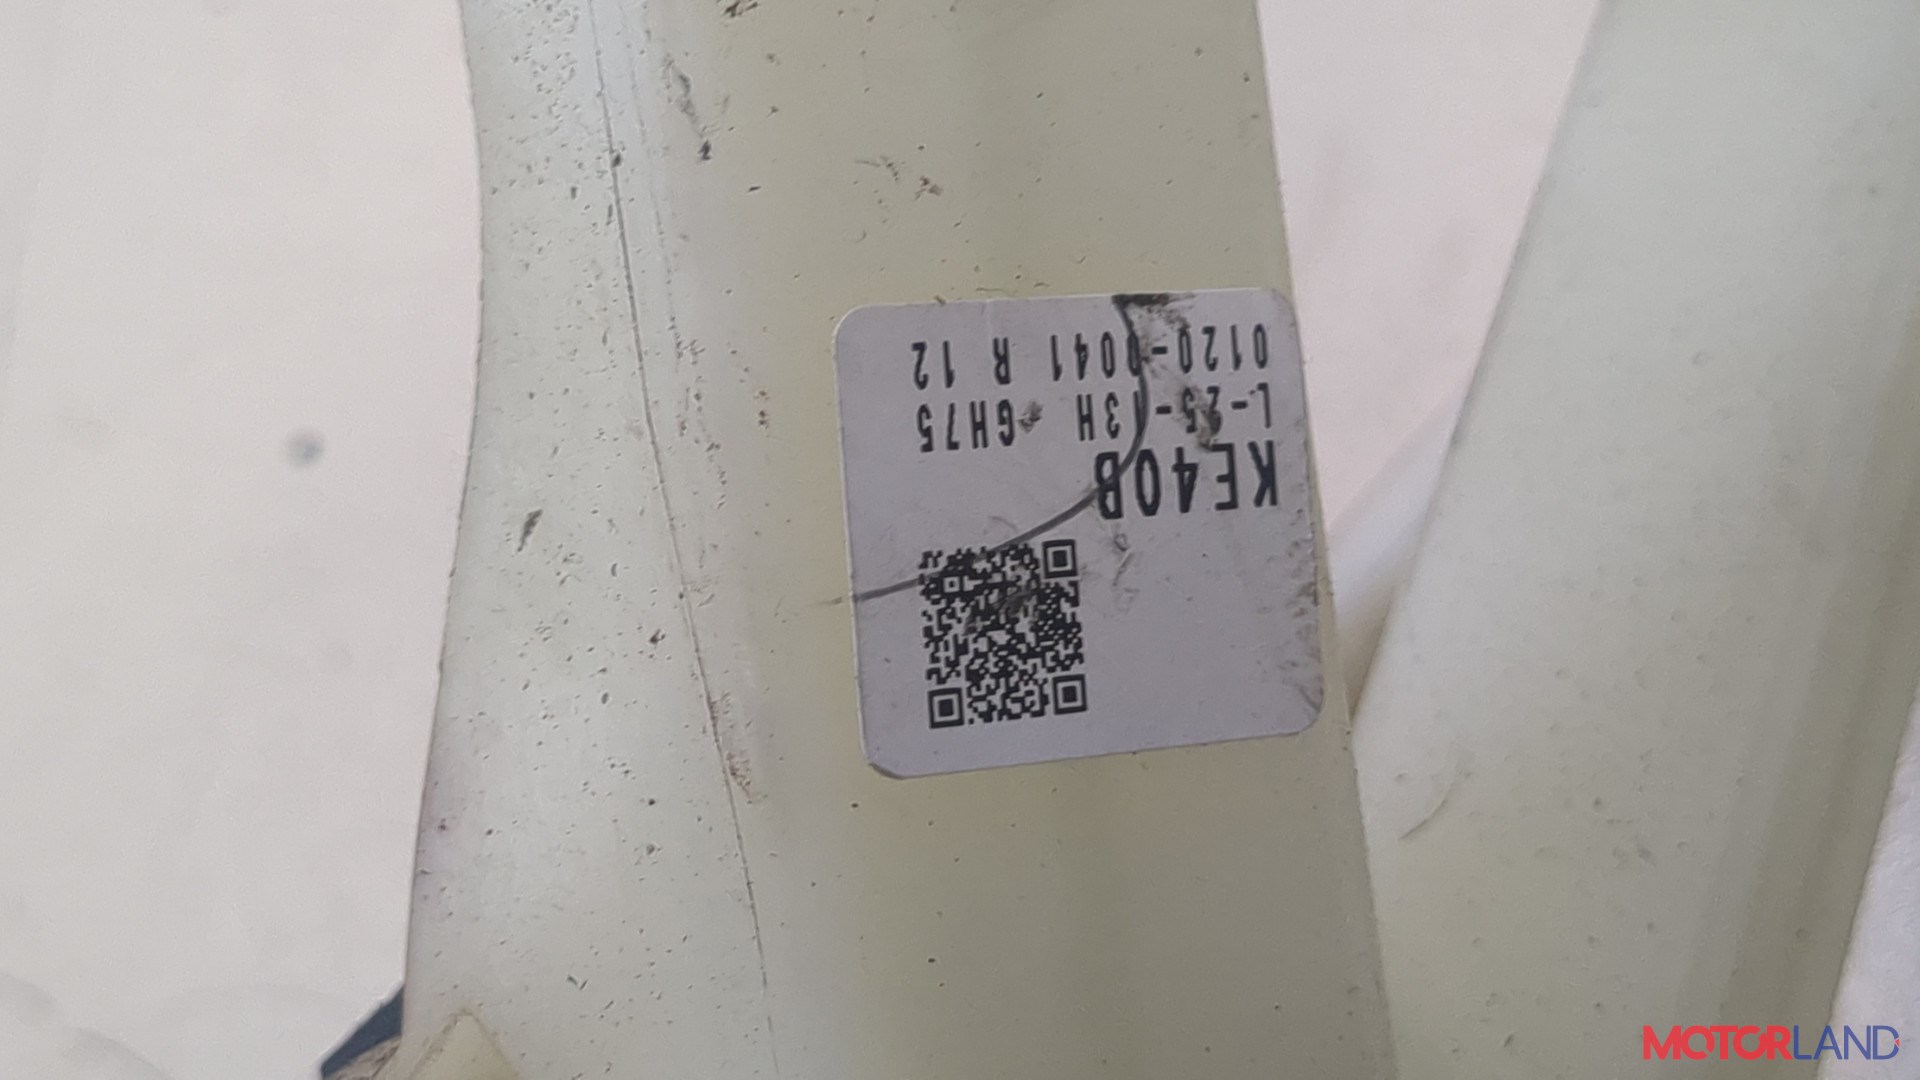 KE40B
L-25-13H GH75
0120-0041 R 12
MOTORLAND